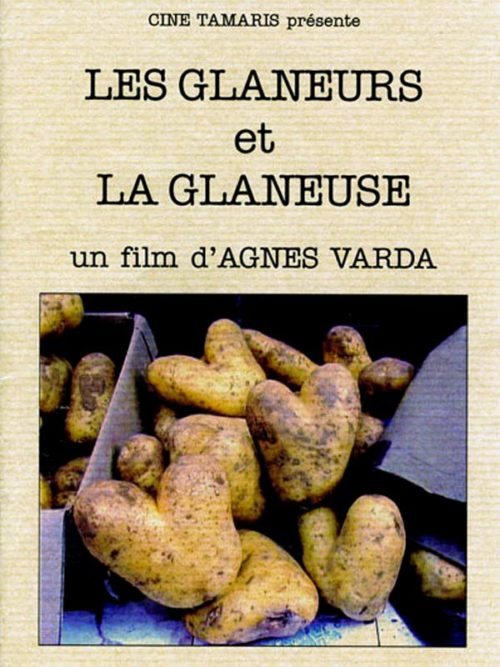 CINE TAMARIS présente
LES GLANEURS
et
LA GLANEUSE
un film d'AGNES VARDA